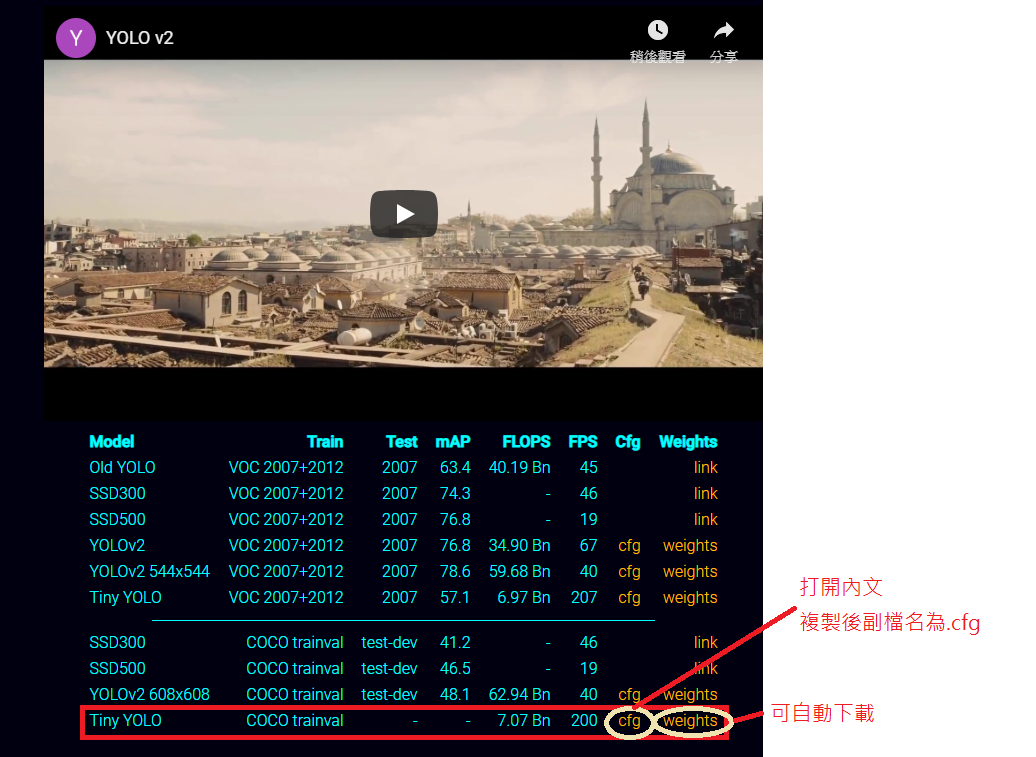 Y YOLO v2
稍後觀看 分享
Model Train Test mAP FLOPS FPS Cfg Weights
Old YOLO VOC 2007+2012 2007 63.4 40.19 Bn 45 link
SSD300 VOC 2007+2012 2007 74.3 - 46 link
SSD500 VOC 2007+2012 2007 76.8 - 19 link
YOLOv2 VOC 2007+2012 2007 76.8 34.90 Bn 67 cfg weights
YOLOv2 544x544 VOC 2007+2012 2007 78.6 59.68 Bn 40 cfg weights
Tiny YOLO VOC 2007+2012 2007 57.1 6.97 Bn 207 cfg weights
SSD300 COCO trainval test-dev 41.2 - 46 link
SSD500 COCO trainval test-dev 46.5 - 19 link
YOLOv2 608x608 COCO trainval test-dev 48.1 62.94 Bn 40 cfg weights
Tiny YOLO COCO trainval - - 7.07 Bn 200 cfg weights
打開內文
複製後副檔名為.cfg
可自動下載